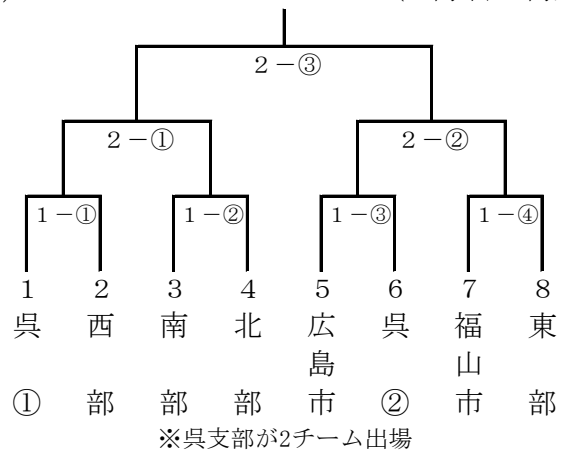 2－③
2－①
2－②
1－①
1－②
1－③
1－④
1 2 3 4 5 6 7 8
呉①
西部
南部
北部
広島市
呉②
福山市
東部
※呉支部が2チーム出場